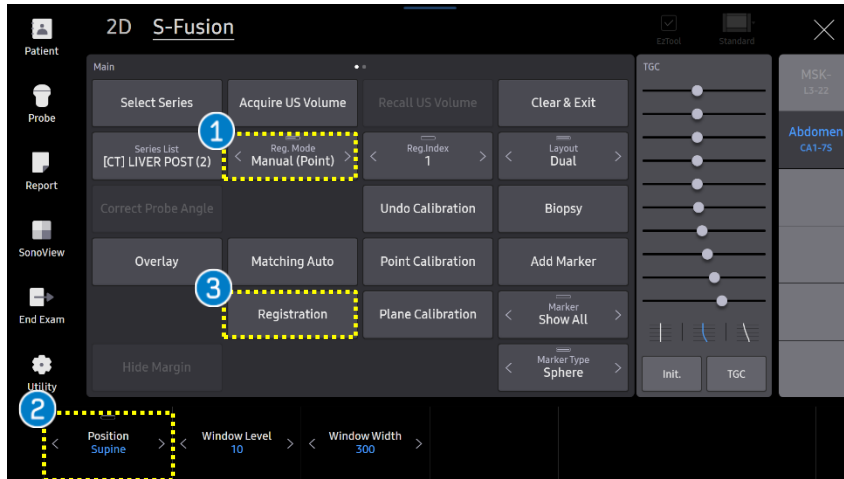 2D S-Fusion
EzTool
Standard
Patient
Probe
Report
SonoView
End Exam
Utility
Main
Select Series
Acquire US Volume
Recall US Volume
Clear & Exit
1
Series List
[CT] LIVER POST (2)
Reg. Mode
< Manual (Point) >
Reg.Index
< 1 >
Layout
< Dual >
Correct Probe Angle
Undo Calibration
Biopsy
Overlay
Matching Auto
Point Calibration
Add Marker
3
Registration
Plane Calibration
Marker
< Show All >
Hide Margin
Marker Type
< Sphere >
TGC
Init.
TGC
MSK-
L3-22
Abdomen
CA1-7S
2
< Position >
Supine
< Window Level >
10
< Window Width >
300